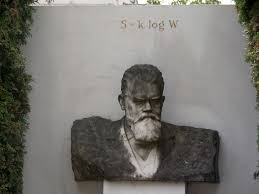 S = k log W